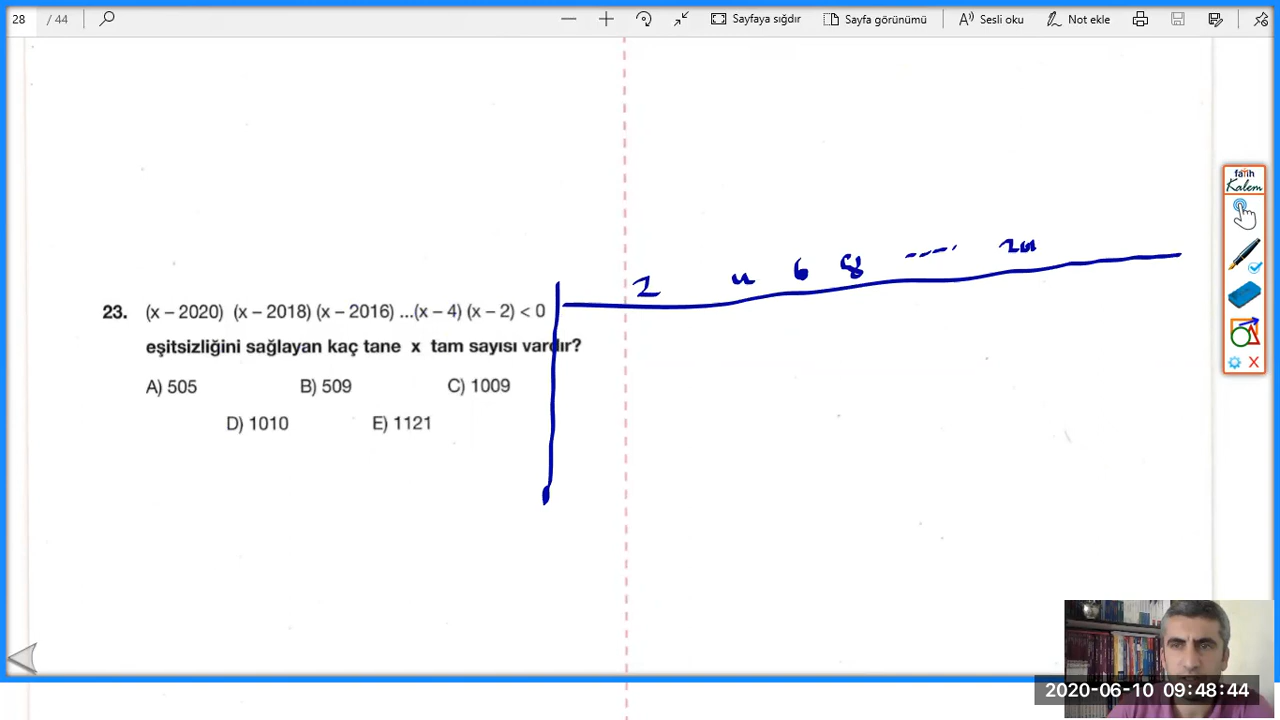 28 / 44 Sayfaya sığdır Sayfa görünümü Sesli oku Not ekle
fatih
Kalem
2 4 6 8 -----
23. (x – 2020) (x – 2018) (x – 2016) ...(x – 4) (x – 2) < 0
eşitsizliğini sağlayan kaç tane x tam sayısı vardır?
A) 505 B) 509 C) 1009
D) 1010 E) 1121
2020-06-10 09:48:44